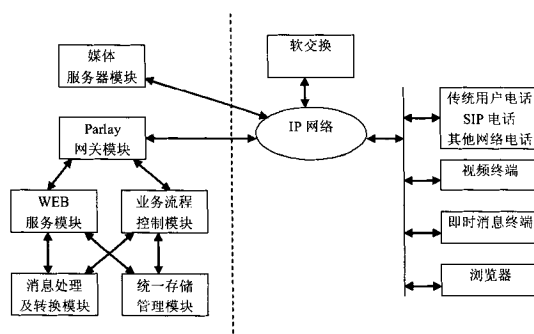 媒体
服务器模块
Parlay
网关模块
WEB
服务模块
业务流程
控制模块
消息处理
及转换模块
统一存储
管理模块
软交换
IP 网络
传统用户电话
SIP 电话
其他网络电话
视频终端
即时消息终端
浏览器